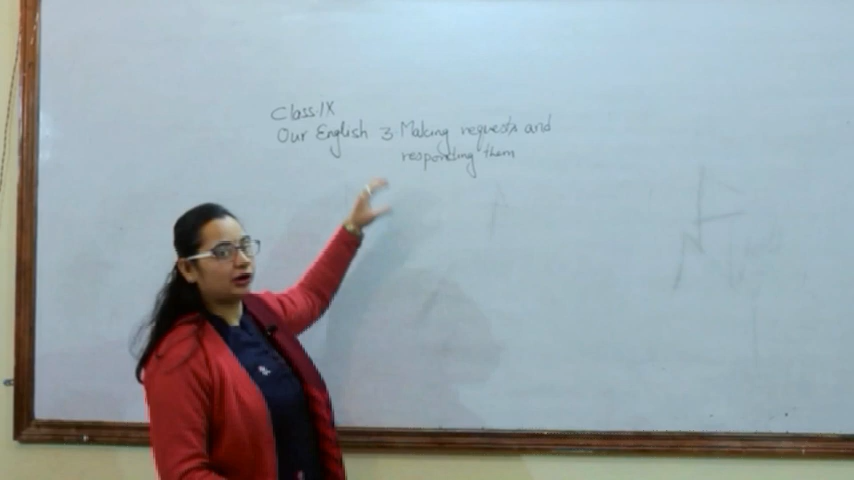 Class-IX
Our English 3. Making requests and
responding them